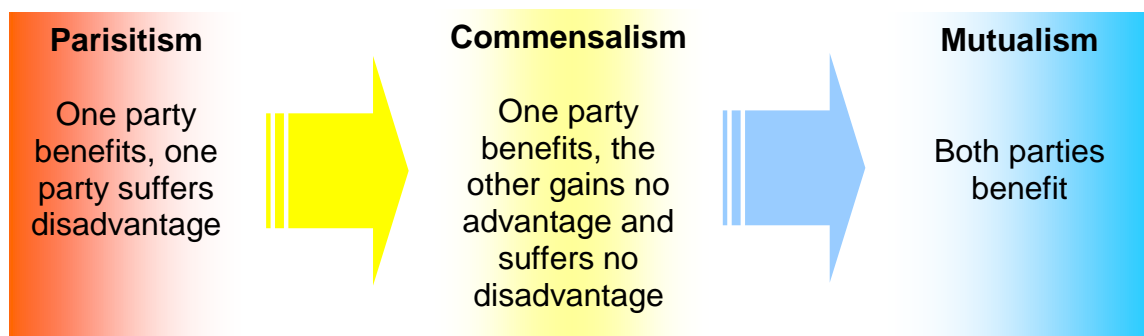 Parisitism
One party
benefits, one
party suffers
disadvantage
Commensalism
One party
benefits, the
other gains no
advantage and
suffers no
disadvantage
Mutualism
Both parties
benefit